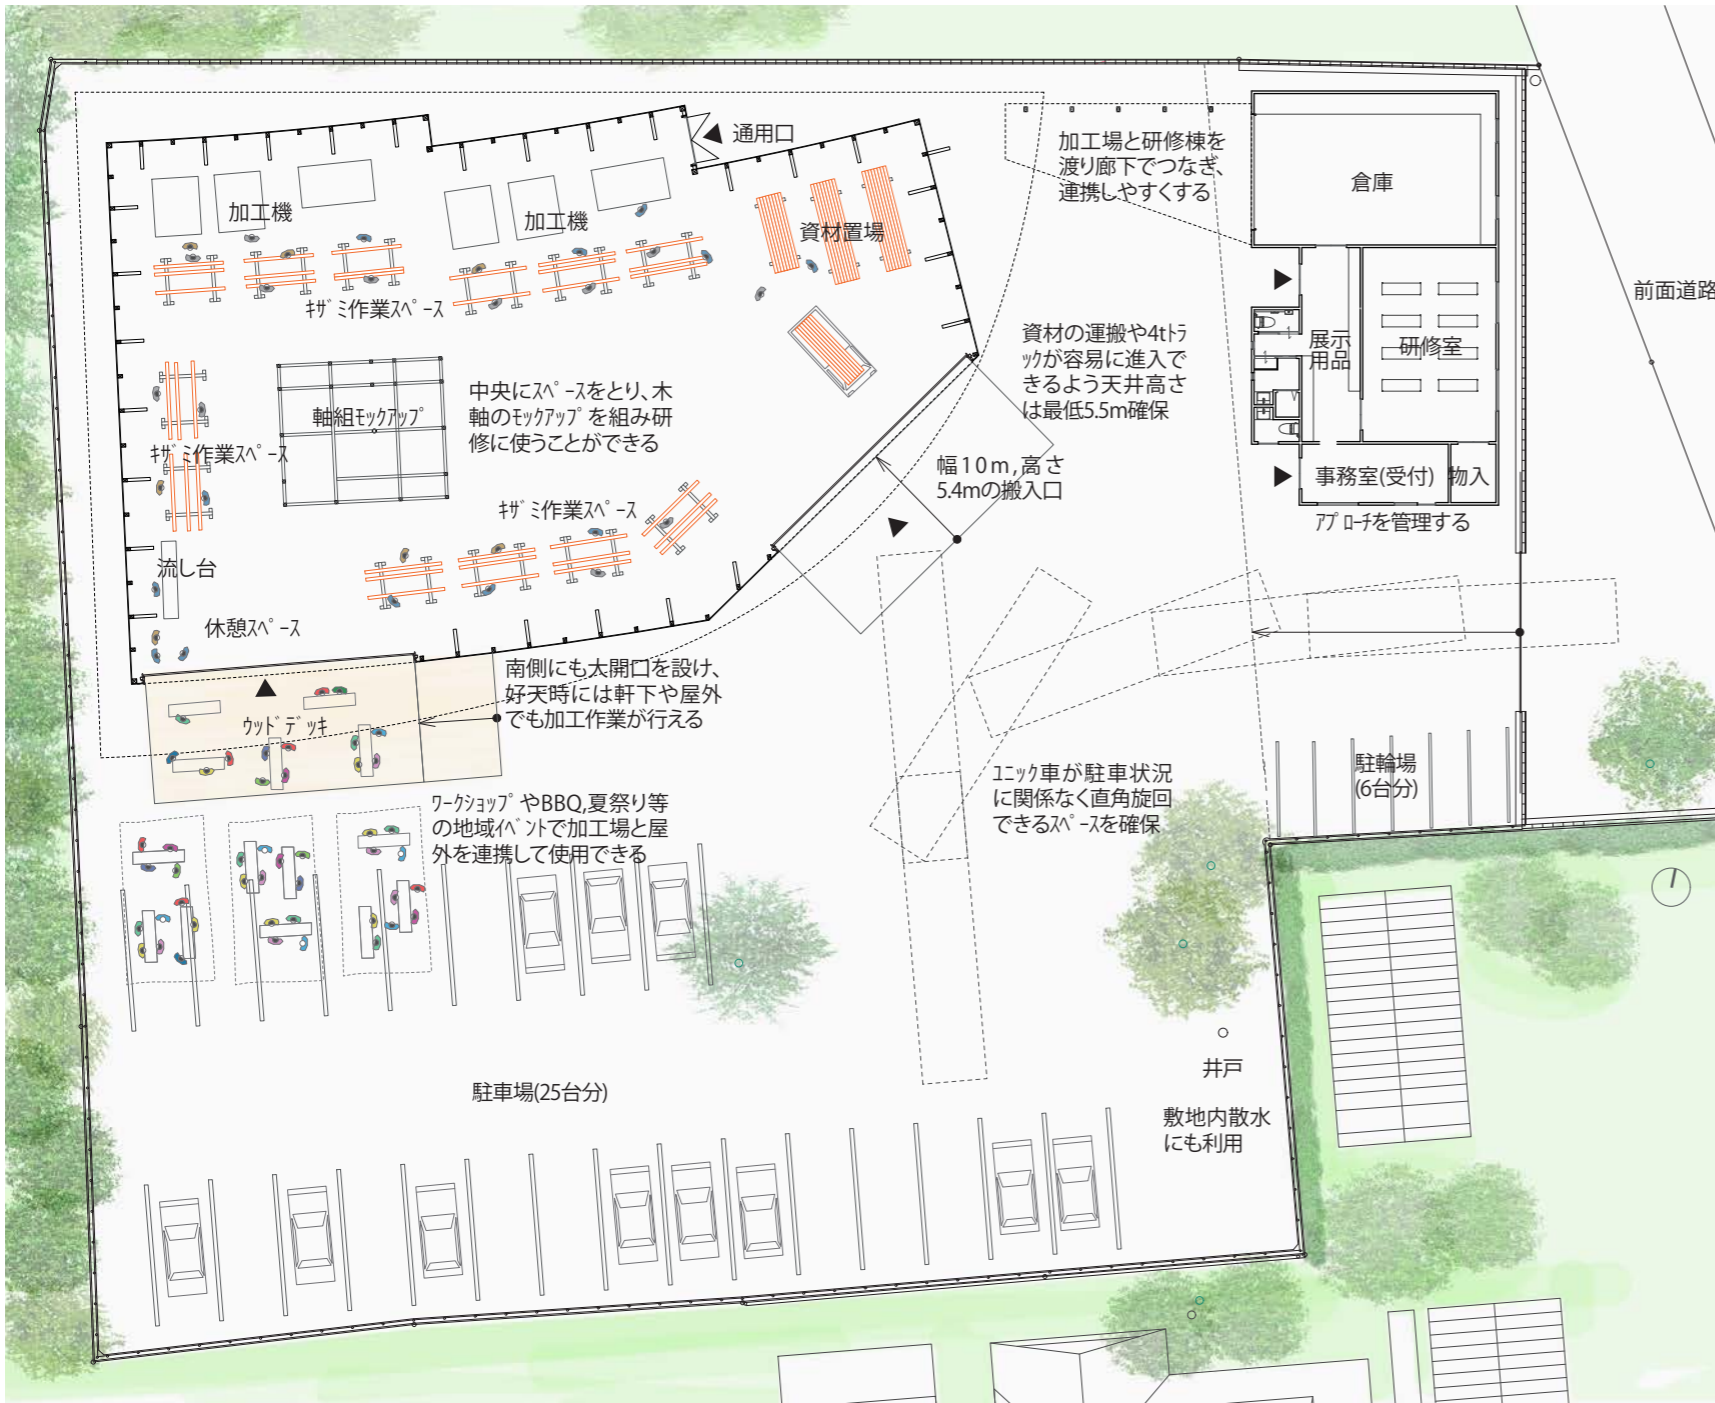 通用口
加工場と研修棟を
渡り廊下でつなぎ、
連携しやすくする
倉庫
加工機
加工機
資材置場
前面道路
ｷｻﾞﾐ作業ｽﾍﾟｰｽ
資材の運搬や4tﾄﾗ
ｯｸが容易に進入で
きるよう天井高さ
は最低5.5m確保
展示
用品
研修室
中央にｽﾍﾟｰｽをとり、木
軸のﾓｯｸｱｯﾌﾟを組み研
修に使うことができる
軸組ﾓｯｸｱｯﾌﾟ
ｷｻﾞﾐ作業ｽﾍﾟｰｽ
幅10m,高さ
5.4mの搬入口
事務室(受付)
物入
ｱﾌﾟﾛｰﾁを管理する
ｷｻﾞﾐ作業ｽﾍﾟｰｽ
流し台
休憩ｽﾍﾟｰｽ
南側にも大開口を設け、
好天時には軒下や屋外
でも加工作業が行える
ｳｯﾄﾞﾃﾞｯｷ
ﾕﾆｯｸ車が駐車状況
に関係なく直角旋回
できるｽﾍﾟｰｽを確保
駐輪場
(6台分)
ﾜｰｸｼｮｯﾌﾟやBBQ,夏祭り等
の地域ｲﾍﾞﾝﾄで加工場と屋
外を連携して使用できる
井戸
駐車場(25台分)
敷地内散水
にも利用